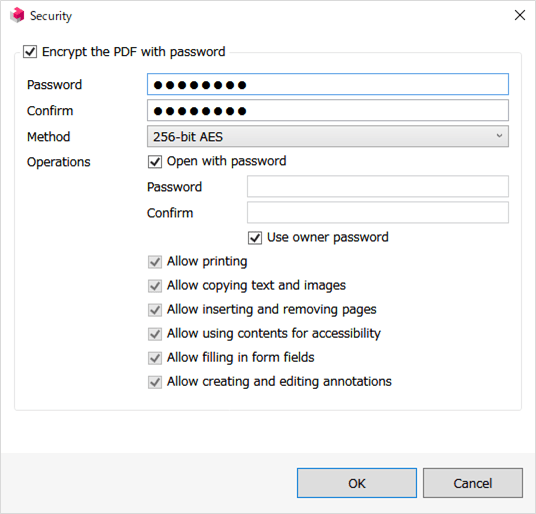 Security
Encrypt the PDF with password
Password ●●●●●●●●
Confirm ●●●●●●●●
Method 256-bit AES
Operations Open with password
Password
Confirm
Use owner password
Allow printing
Allow copying text and images
Allow inserting and removing pages
Allow using contents for accessibility
Allow filling in form fields
Allow creating and editing annotations
OK Cancel